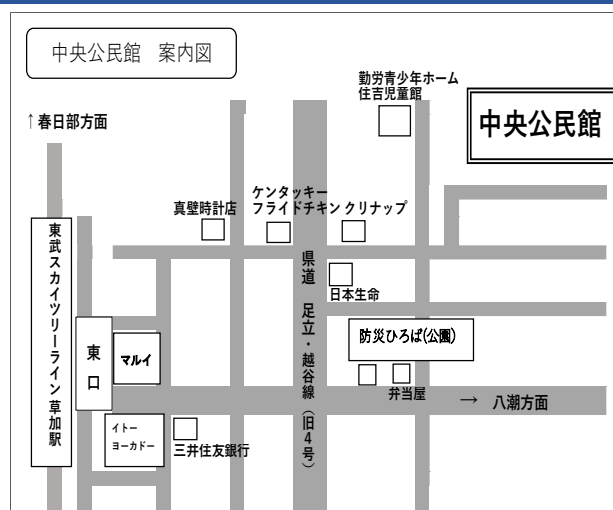 中央公民館　案内図
勤労青少年ホーム
住吉児童館
中央公民館
↑春日部方面
ケンタッキー
フライドチキン
クリナップ
真壁時計店
東武スカイツリーライン草加駅
県道　足立・越谷線（旧4号）
日本生命
防災ひろば(公園)
東口
マルイ
弁当屋
→　八潮方面
イトー
ヨーカドー
三井住友銀行